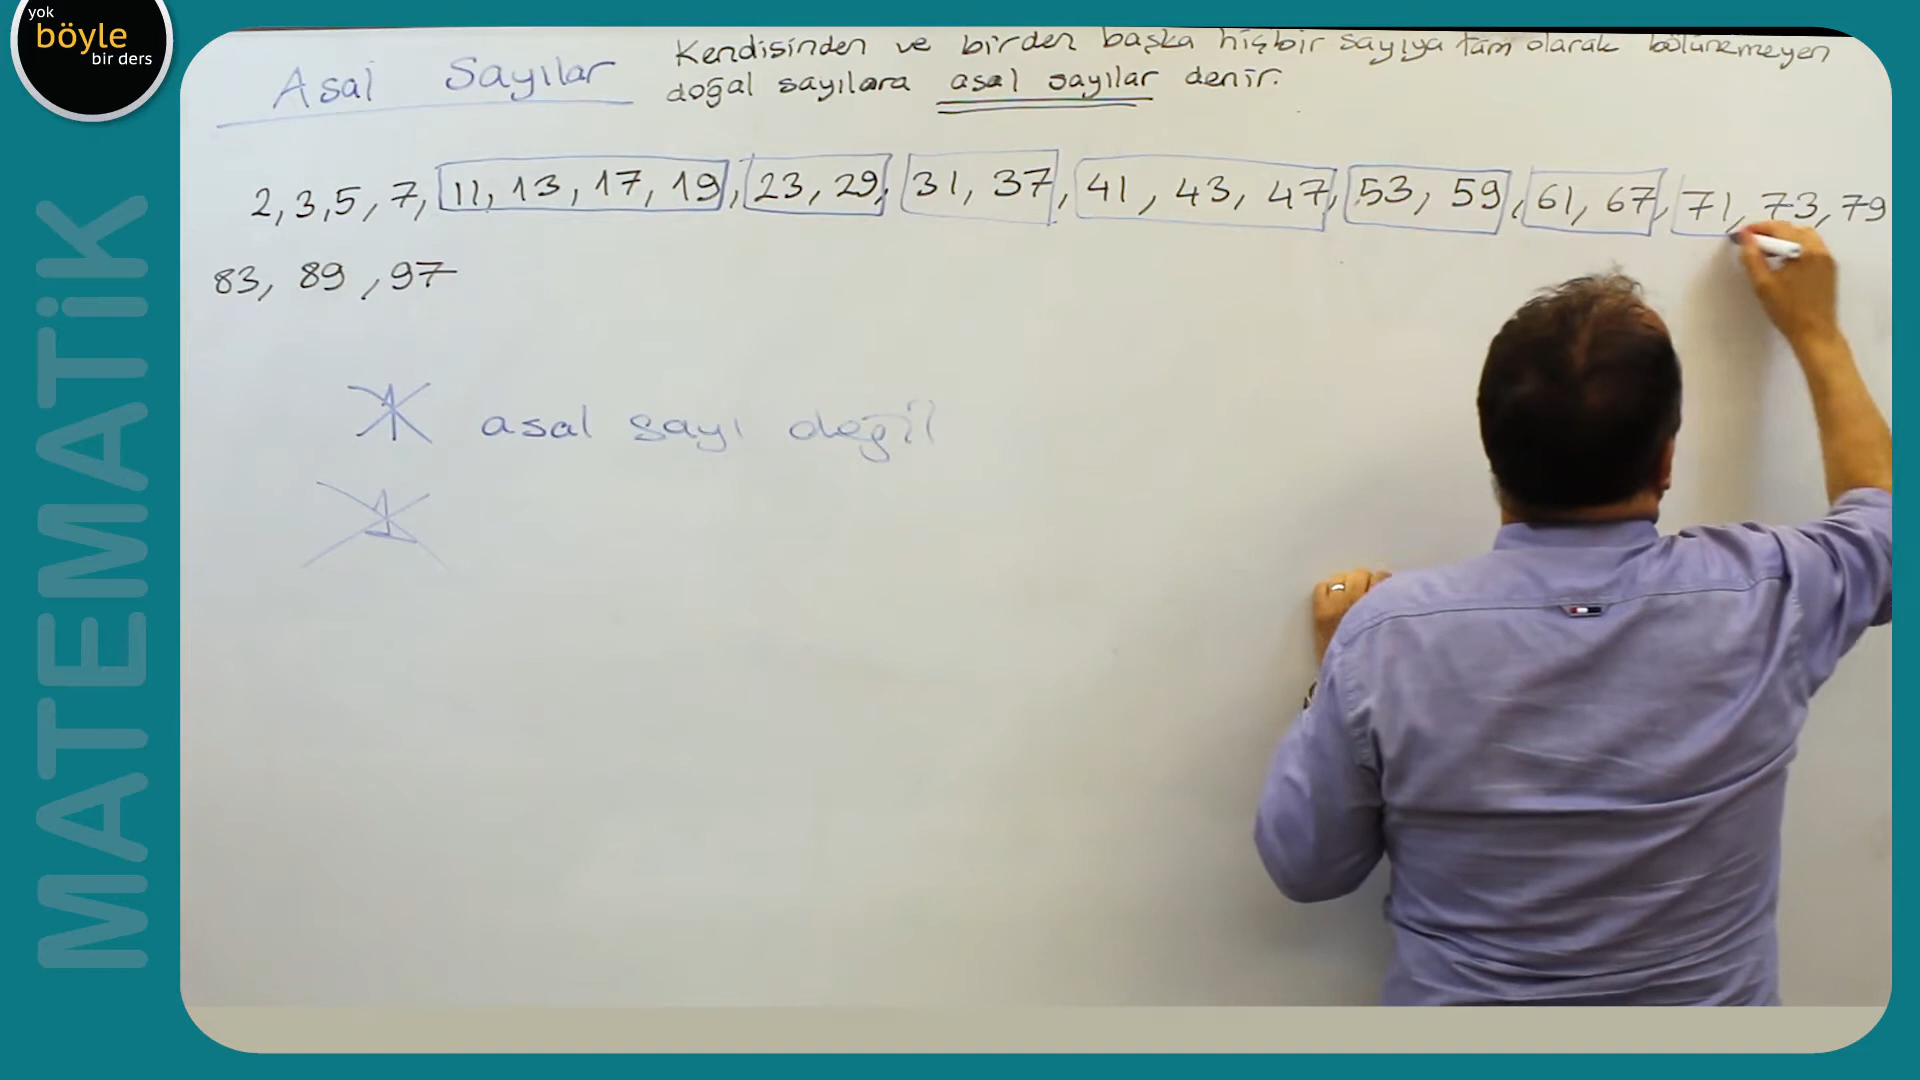 yok
böyle
bir ders
MATEMATİK
Asal Sayılar
Kendisinden ve birden başka hiçbir sayıya tam olarak bölünemeyen
doğal sayılara asal sayılar denir.
2, 3, 5, 7, 11, 13, 17, 19, 23, 29, 31, 37, 41, 43, 47, 53, 59, 61, 67, 71, 73, 79
83, 89, 97
1 asal sayı değil
1